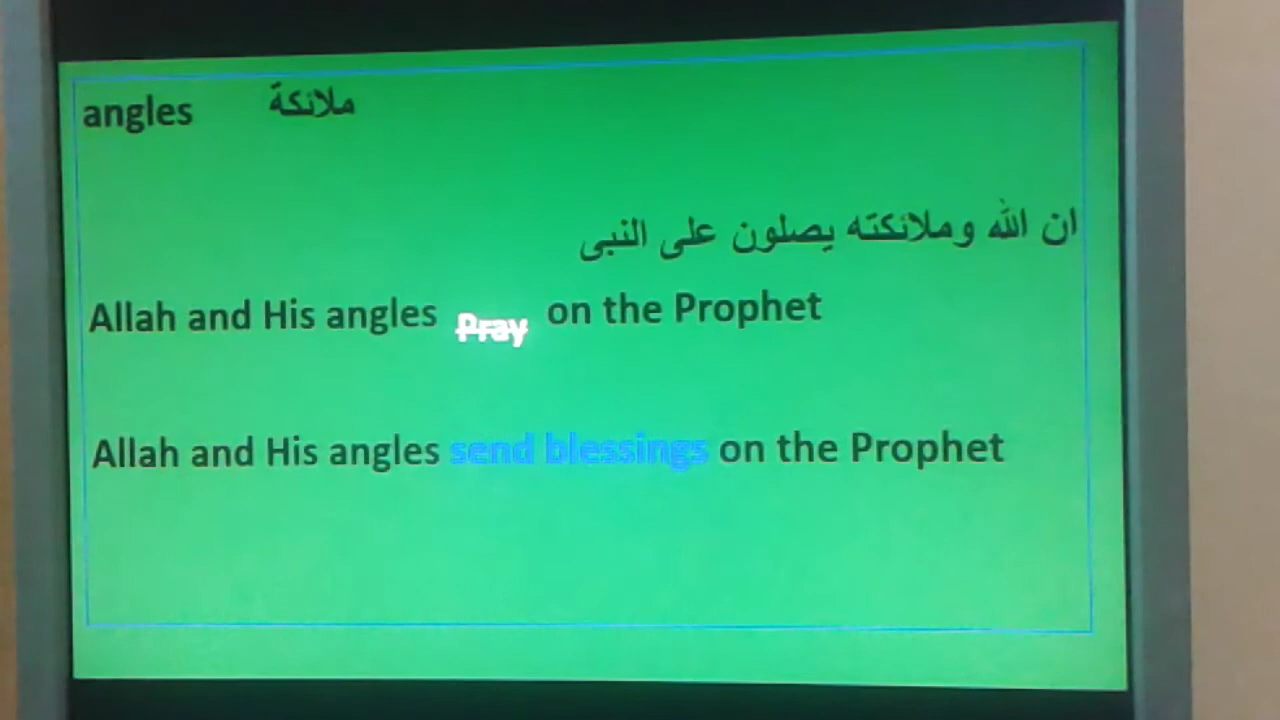 angles ملائكة
ان الله وملائكته يصلون على النبى
Allah and His angles Pray on the Prophet
Allah and His angles send blessings on the Prophet